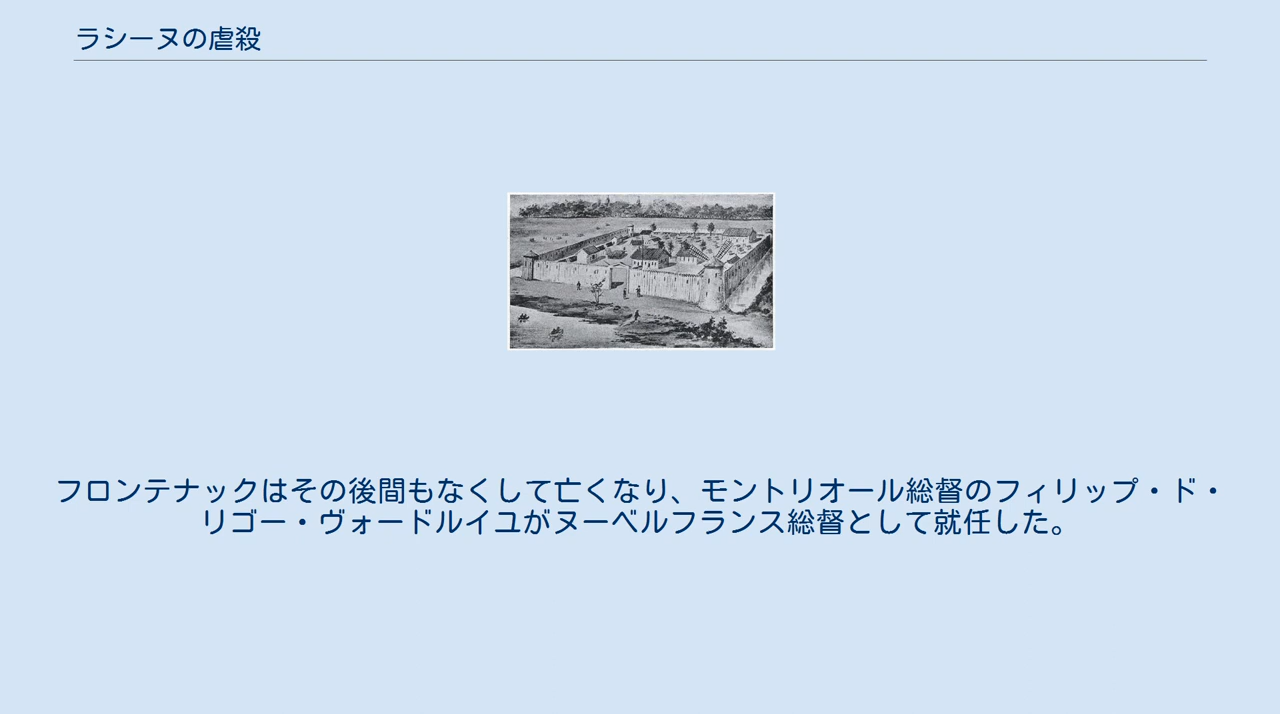 ラシーヌの虐殺
フロンテナックはその後間もなくして亡くなり、モントリオール総督のフィリップ・ド・
リゴー・ヴォードルイユがヌーベルフランス総督として就任した。